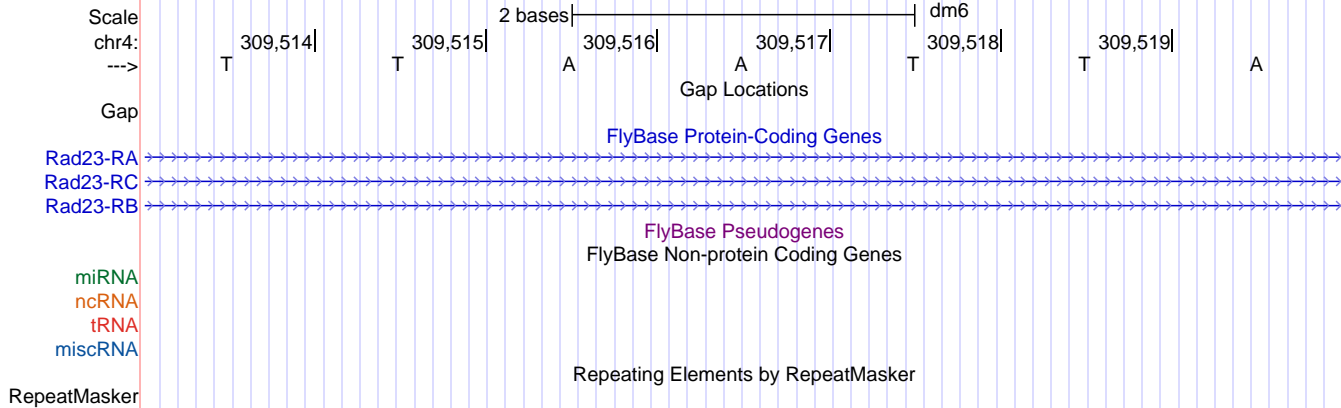 Scale 2 bases dm6
chr4: 309,514 309,515 309,516 309,517 309,518 309,519
---> T T A A T T A
Gap Locations
Gap
FlyBase Protein-Coding Genes
Rad23-RA
Rad23-RC
Rad23-RB
FlyBase Pseudogenes
FlyBase Non-protein Coding Genes
miRNA
ncRNA
tRNA
miscRNA
Repeating Elements by RepeatMasker
RepeatMasker